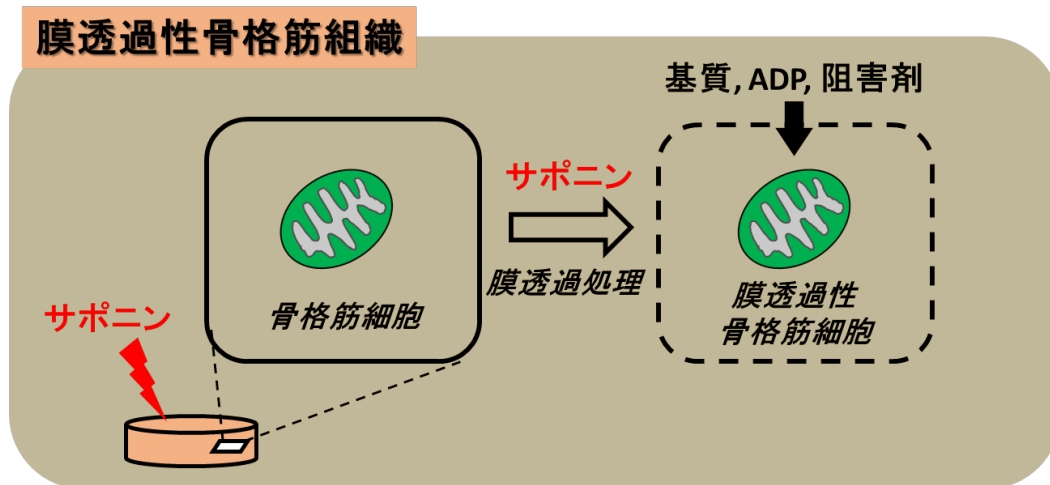 膜透過性骨格筋組織
基質, ADP, 阻害剤
サポニン
膜透過処理
骨格筋細胞
膜透過性
骨格筋細胞
サポニン